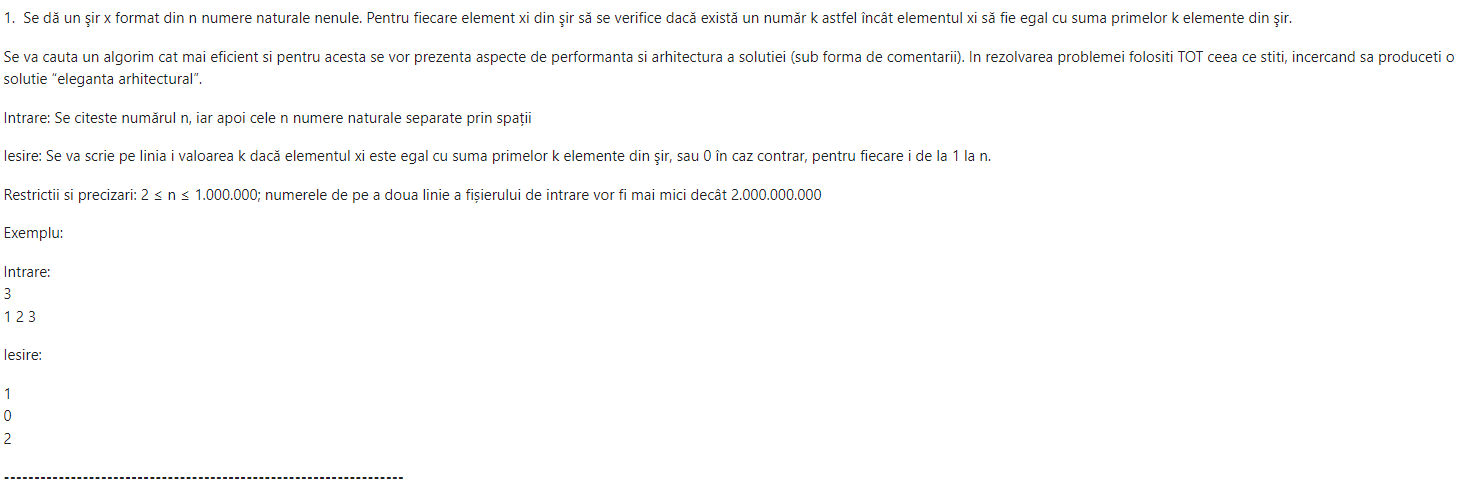 1. Se dă un şir x format din n numere naturale nenule. Pentru fiecare element xi din şir să se verifice dacă există un număr k astfel încât elementul xi să fie egal cu suma primelor k elemente din şir.
Se va cauta un algorim cat mai eficient si pentru acesta se vor prezenta aspecte de performanta si arhitectura a solutiei (sub forma de comentarii). In rezolvarea problemei folositi TOT ceea ce stiti, incercand sa produceti o
solutie “eleganta arhitectural”.
Intrare: Se citeste numărul n, iar apoi cele n numere naturale separate prin spații
Iesire: Se va scrie pe linia i valoarea k dacă elementul xi este egal cu suma primelor k elemente din şir, sau 0 în caz contrar, pentru fiecare i de la 1 la n.
Restrictii si precizari: 2 ≤ n ≤ 1.000.000; numerele de pe a doua linie a fișierului de intrare vor fi mai mici decât 2.000.000.000
Exemplu:
Intrare:
3
1 2 3
Iesire:
1
0
2
-----------------------------------------------------------------